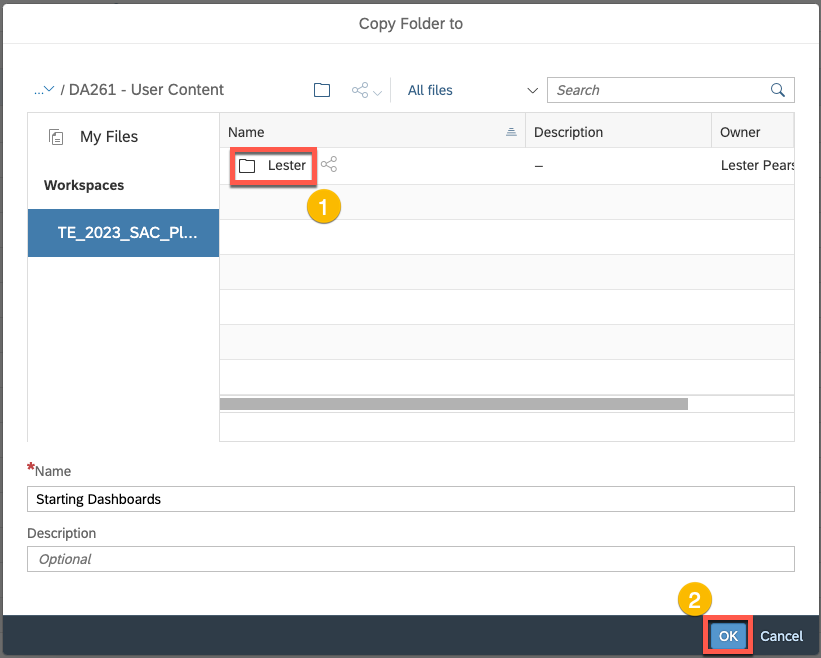 Copy Folder to
... / DA261 - User Content
All files
Search
My Files
Name
Description
Owner
Workspaces
Lester
–
Lester Pears
1
TE_2023_SAC_Pl...
*Name
Starting Dashboards
Description
Optional
2
OK
Cancel